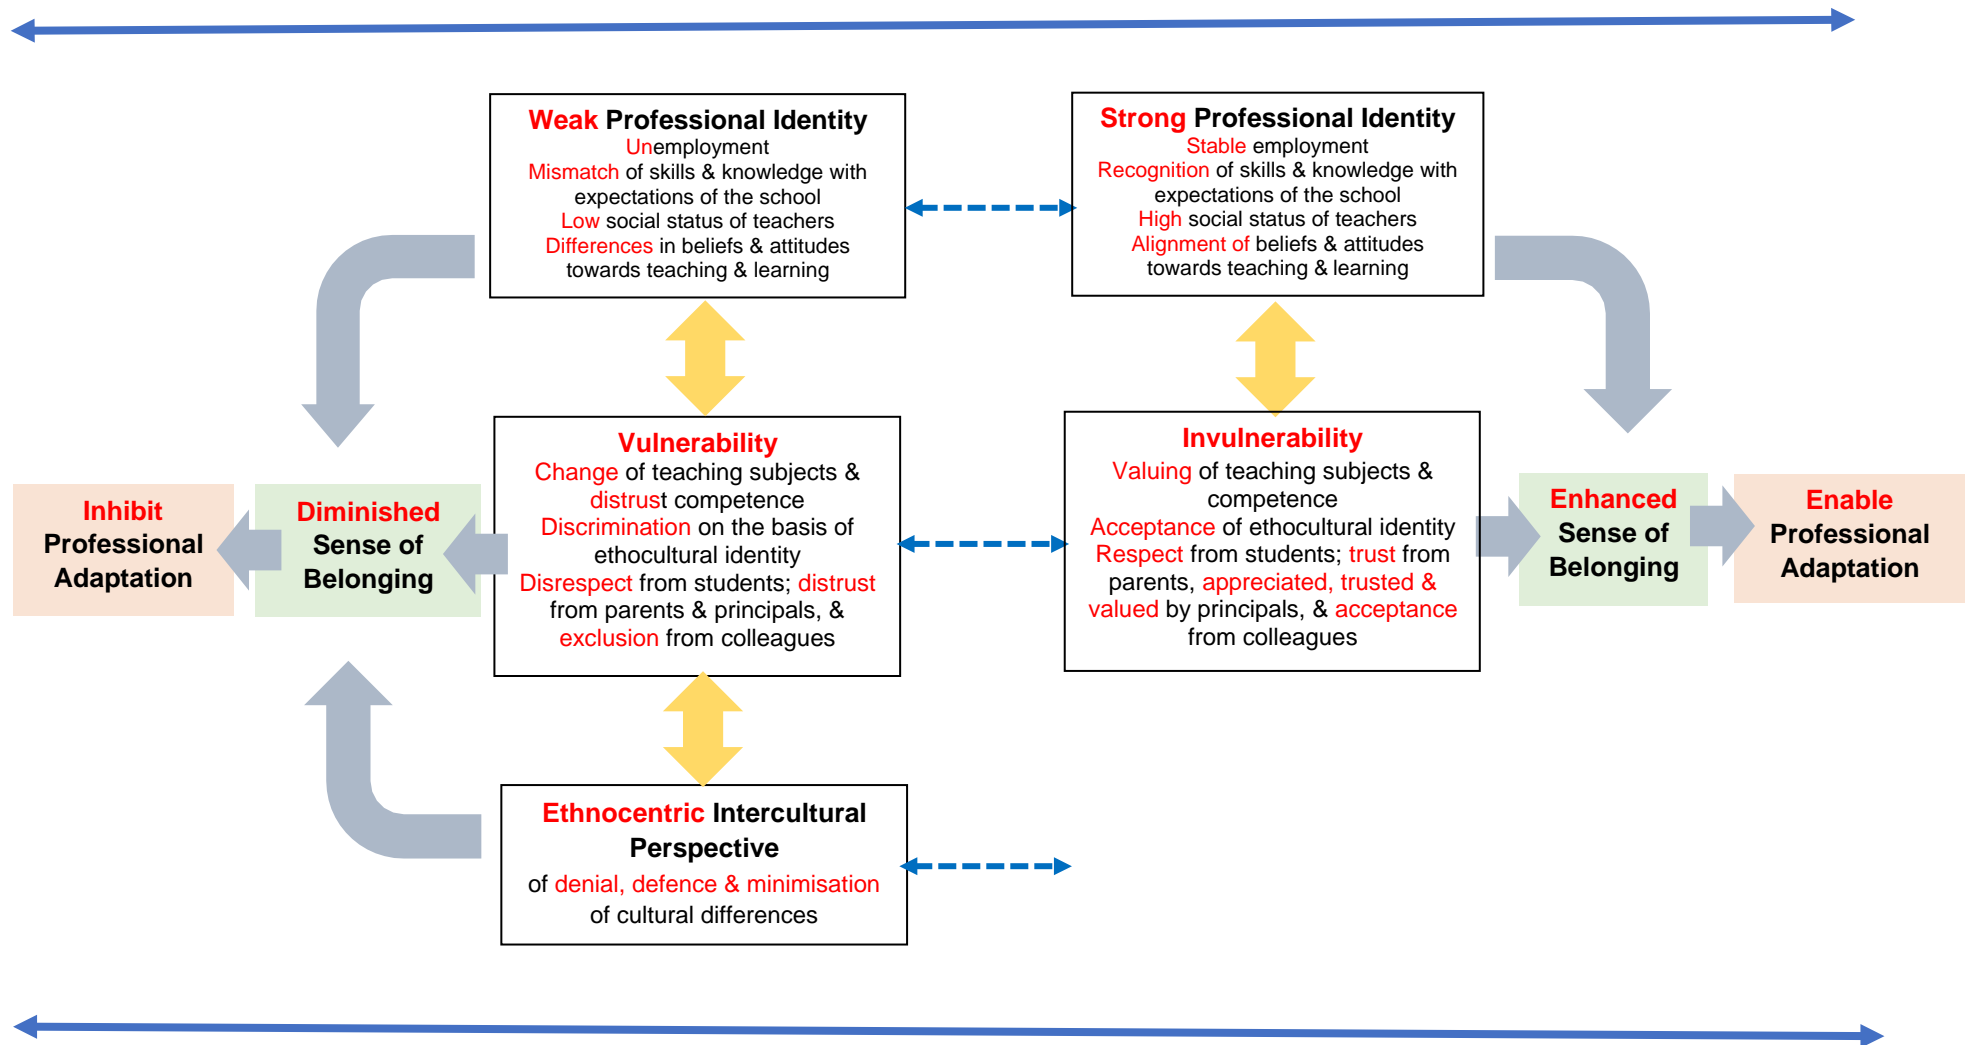 Weak Professional Identity
Unemployment
Mismatch of skills & knowledge with
expectations of the school
Low social status of teachers
Differences in beliefs & attitudes
towards teaching & learning
Strong Professional Identity
Stable employment
Recognition of skills & knowledge with
expectations of the school
High social status of teachers
Alignment of beliefs & attitudes
towards teaching & learning
Inhibit
Professional
Adaptation
Diminished
Sense of
Belonging
Vulnerability
Change of teaching subjects &
distrust competence
Discrimination on the basis of
ethocultural identity
Disrespect from students; distrust
from parents & principals, &
exclusion from colleagues
Invulnerability
Valuing of teaching subjects &
competence
Acceptance of ethocultural identity
Respect from students; trust from
parents, appreciated, trusted &
valued by principals, & acceptance
from colleagues
Enhanced
Sense of
Belonging
Enable
Professional
Adaptation
Ethnocentric Intercultural
Perspective
of denial, defence & minimisation
of cultural differences